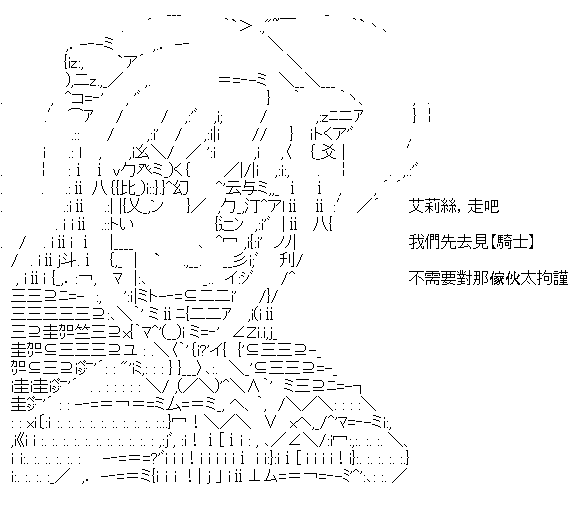 艾莉絲，走吧
我們先去見【騎士】
不需要對那傢伙太拘謹